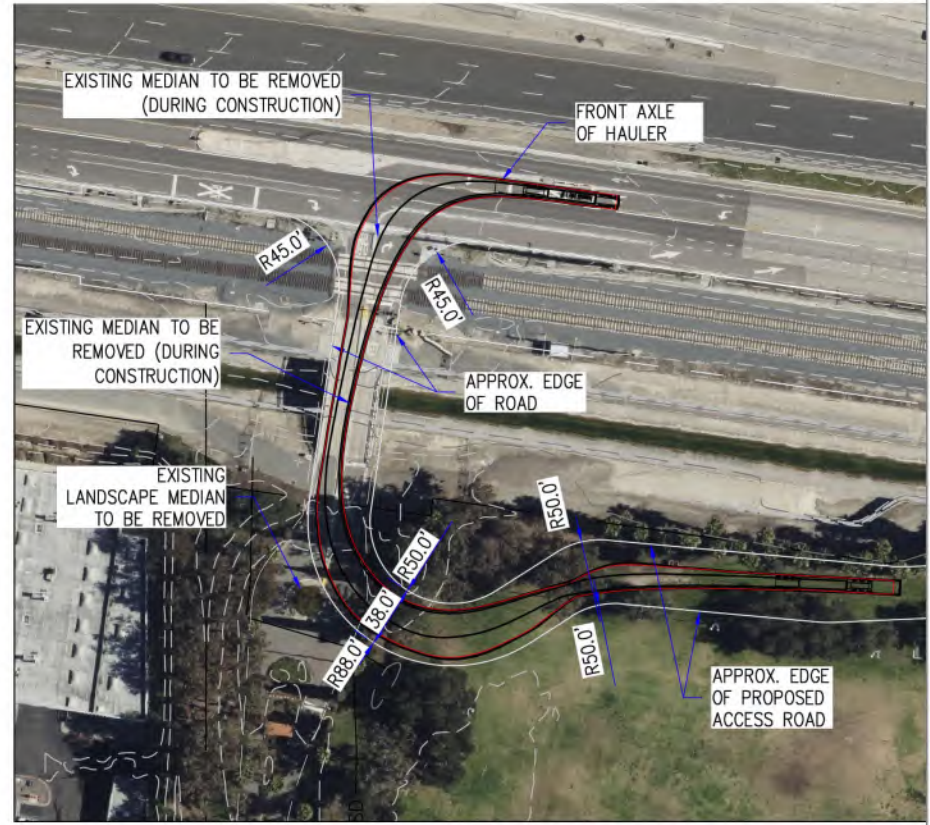 EXISTING MEDIAN TO BE REMOVED
(DURING CONSTRUCTION)
FRONT AXLE
OF HAULER
R45.0'
R45.0'
EXISTING MEDIAN TO BE
REMOVED (DURING
CONSTRUCTION)
APPROX. EDGE
OF ROAD
EXISTING
LANDSCAPE MEDIAN
TO BE REMOVED
R50.0'
R50.0'
38.0'
R88.0'
R50.0'
APPROX. EDGE
OF PROPOSED
ACCESS ROAD